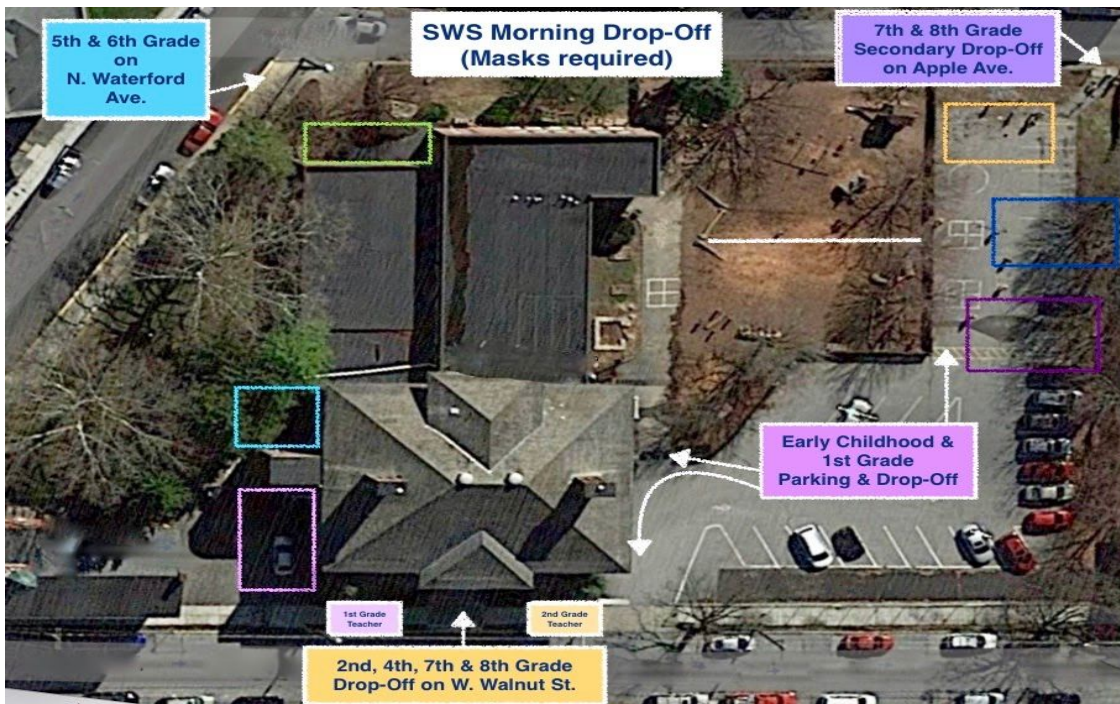 5th & 6th Grade
on
N. Waterford
Ave.
SWS Morning Drop-Off
(Masks required)
7th & 8th Grade
Secondary Drop-Off
on Apple Ave.
Early Childhood &
1st Grade
Parking & Drop-Off
1st Grade
Teacher
2nd Grade
Teacher
2nd, 4th, 7th & 8th Grade
Drop-Off on W. Walnut St.